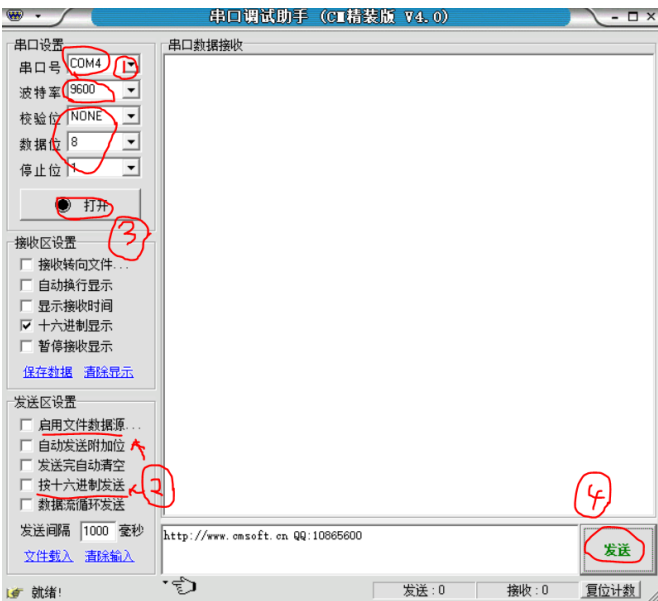 串口调试助手 (CM精装版 V4.0)
串口设置
串口号 COM4 1
波特率 9600
校验位 NONE
数据位 8
停止位 1
打开
3
接收区设置
接收转向文件...
自动换行显示
显示接收时间
十六进制显示
暂停接收显示
保存数据 清除显示
发送区设置
启用文件数据源...
自动发送附加位
发送完自动清空
按十六进制发送
2
数据流循环发送
发送间隔 1000 毫秒
文件载入 清除输入
串口数据接收
4
http://www.cmsoft.cn QQ:10865600
发送
就绪!
发送:0
接收:0
复位计数